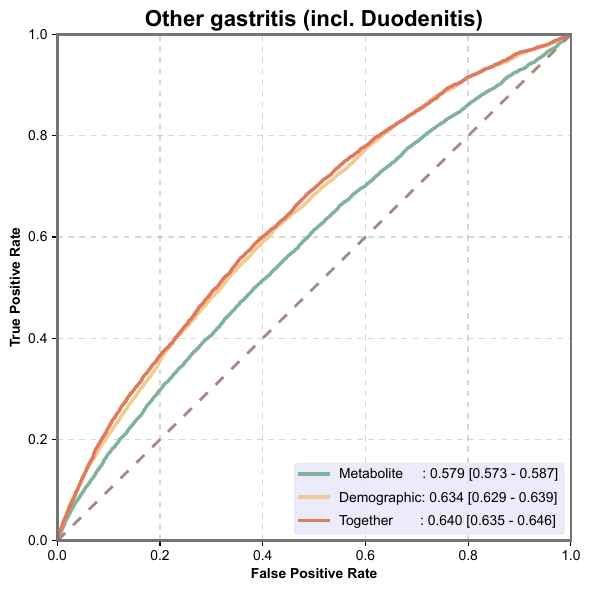 Other gastritis (incl. Duodenitis)
1.0
0.8
0.6
0.4
0.2
0.0
True Positive Rate
Metabolite : 0.579 [0.573 - 0.587]
Demographic: 0.634 [0.629 - 0.639]
Together : 0.640 [0.635 - 0.646]
0.0 0.2 0.4 0.6 0.8 1.0
False Positive Rate